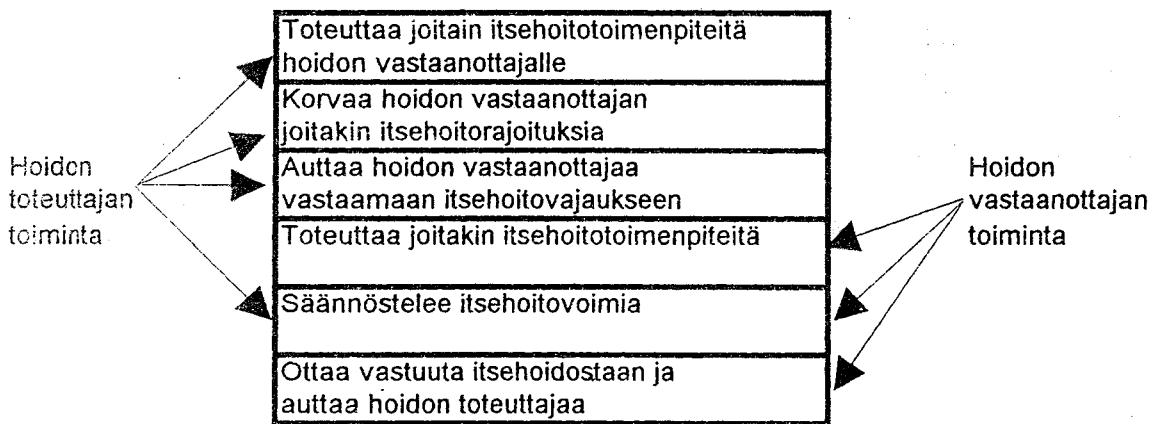 Toteuttaa joitain itsehoitotoimenpiteitä
hoidon vastaanottajalle
Korvaa hoidon vastaanottajan
joitakin itsehoitorajoituksia
Auttaa hoidon vastaanottajaa
vastaamaan itsehoitovajaukseen
Toteuttaa joitakin itsehoitotoimenpiteitä
Säännöstelee itsehoitovoimia
Ottaa vastuuta itsehoidostaan ja
auttaa hoidon toteuttajaa
Hoidon
toteuttajan
toiminta
Hoidon
vastaanottajan
toiminta